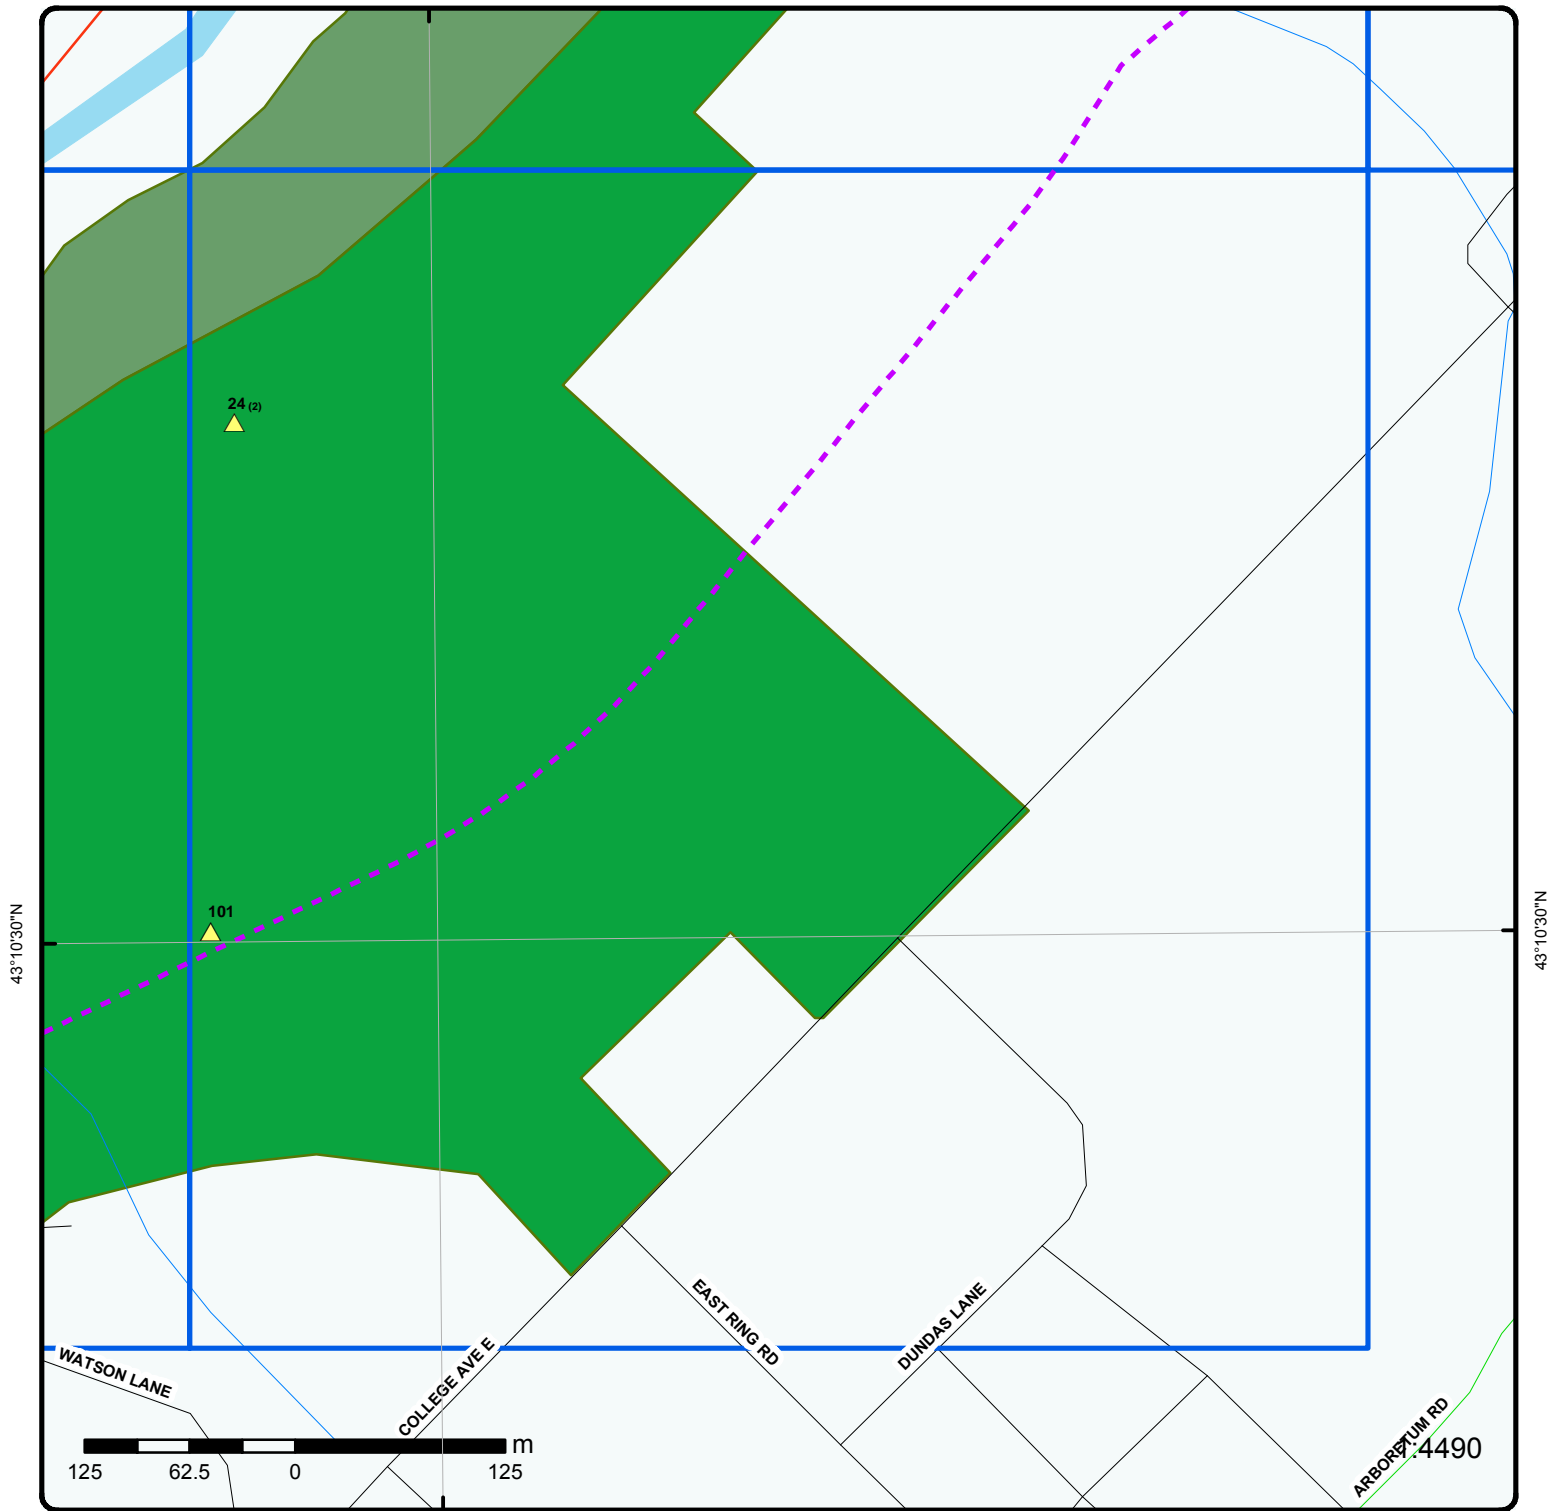 24 (2)
101
43°10'30"N
43°10'30"N
EAST RING RD
DUNDAS LANE
WATSON LANE
COLLEGE AVE E
ARBORETUM RD
m
1:4490
125 62.5 0 125